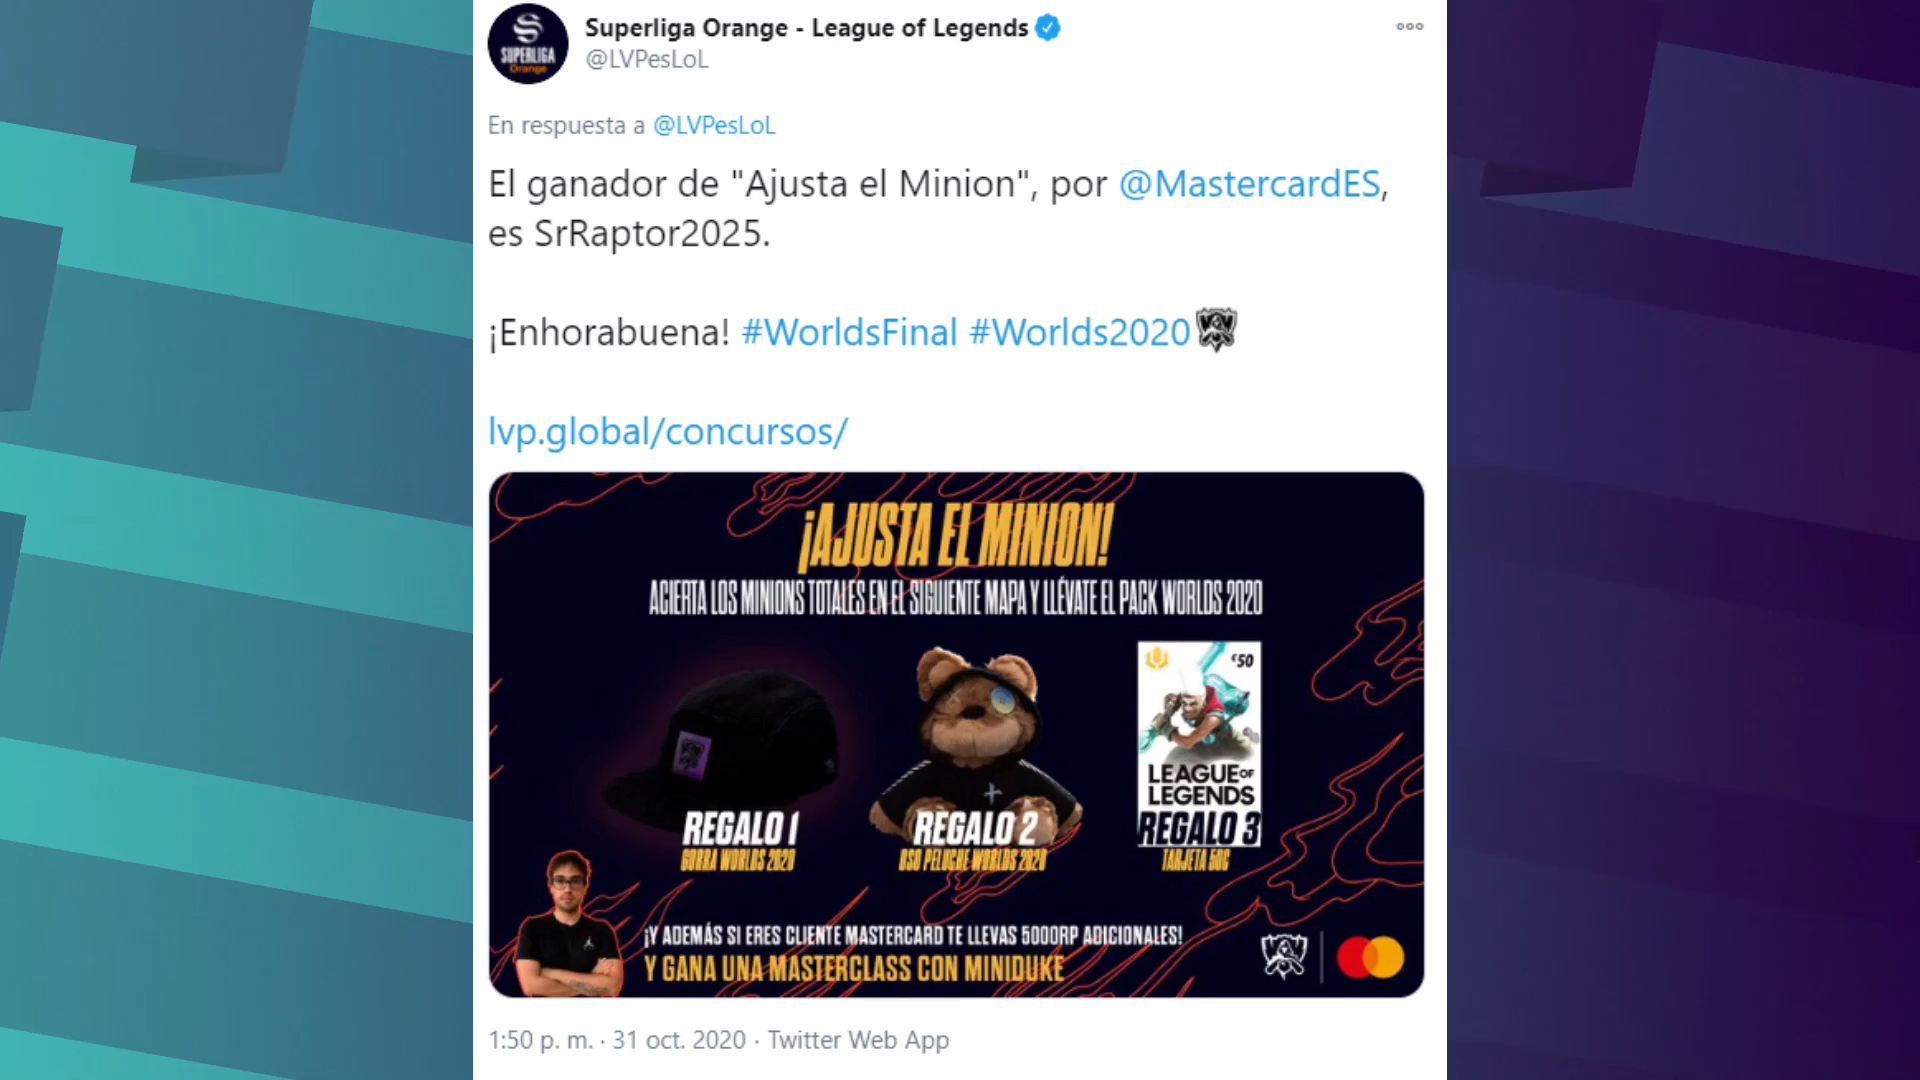 Superliga Orange - League of Legends
@LVPesLoL
SUPERLIGA
Orange
En respuesta a @LVPesLoL
El ganador de "Ajusta el Minion", por @MastercardES,
es SrRaptor2025.
¡Enhorabuena! #WorldsFinal #Worlds2020
lvp.global/concursos/
¡AJUSTA EL MINION!
ACIERTA LOS MINIONS TOTALES EN EL SIGUIENTE MAPA Y LLÉVATE EL PACK WORLDS 2020
€50
LEAGUE OF
LEGENDS
REGALO 1
GORRA WORLDS 2020
REGALO 2
OSO PELUCHE WORLDS 2020
REGALO 3
TARJETA 50€
¡Y ADEMÁS SI ERES CLIENTE MASTERCARD TE LLEVAS 5000RP ADICIONALES!
Y GANA UNA MASTERCLASS CON MINIDUKE
1:50 p. m. · 31 oct. 2020 · Twitter Web App